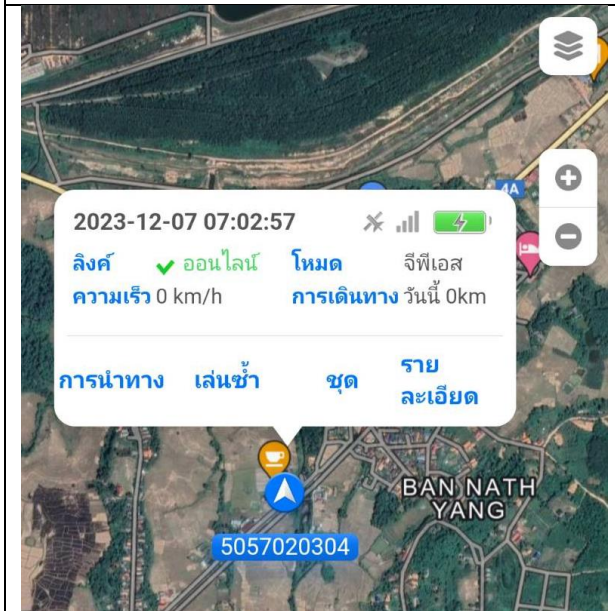 4A
2023-12-07 07:02:57
ลิงค์ ออนไลน์ โหมด จีพีเอส
ความเร็ว 0 km/h การเดินทาง วันนี้ 0km
การนำทาง เล่นซ้ำ ชุด ราย
ละเอียด
BAN NATH
YANG
5057020304